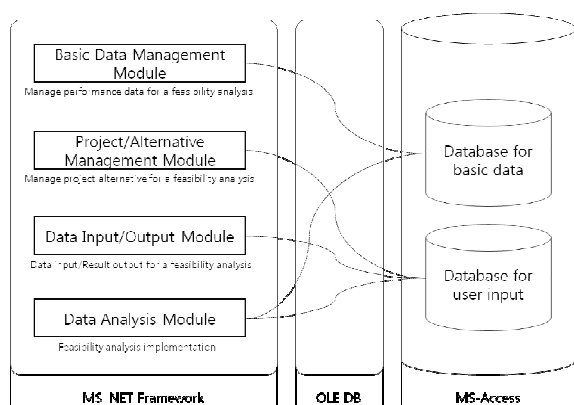 Basic Data Management
Module
Manage performance data for a feasibility analysis
Project/Alternative
Management Module
Manage project alternative for a feasibility analysis
Data Input/Output Module
Data Input/Result output for a feasibility analysis
Data Analysis Module
Feasibility analysis implementation
Database for
basic data
Database for
user input
MS .NET Framework
OLE DB
MS-Access